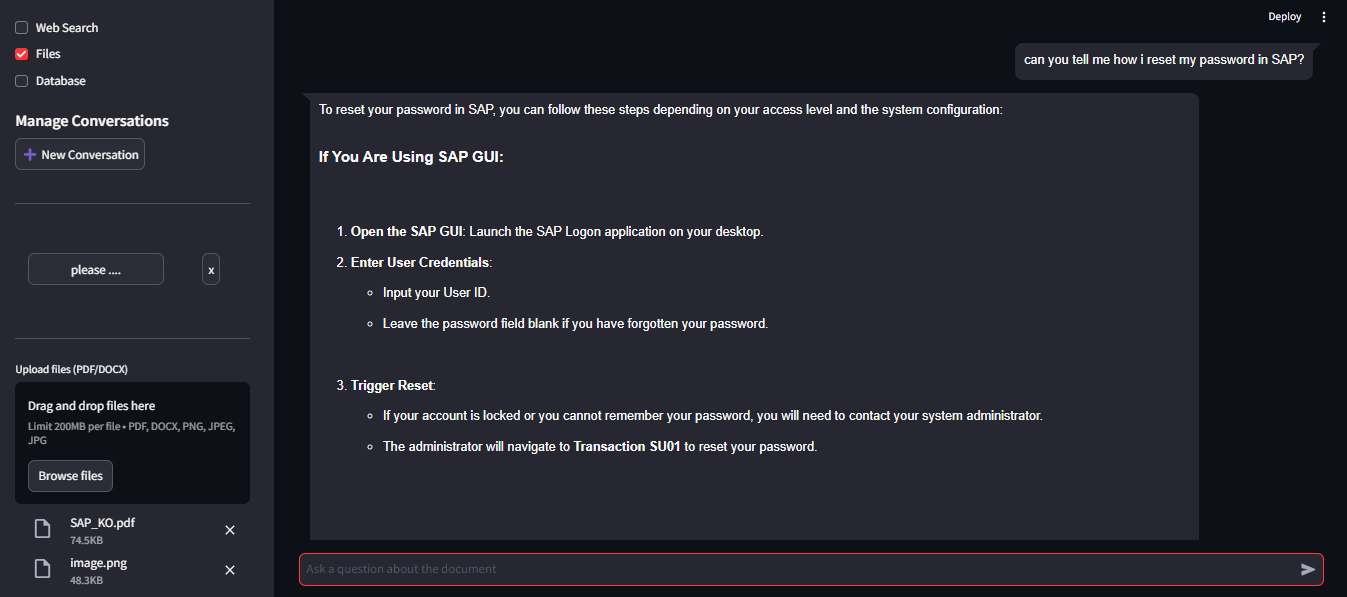 Web Search
Files
Database
Manage Conversations
New Conversation
please ....
x
Upload files (PDF/DOCX)
Drag and drop files here
Limit 200MB per file • PDF, DOCX, PNG, JPEG,
JPG
Browse files
SAP_KO.pdf
74.5KB
image.png
48.3KB
Deploy
can you tell me how i reset my password in SAP?
To reset your password in SAP, you can follow these steps depending on your access level and the system configuration:
If You Are Using SAP GUI:
1. Open the SAP GUI: Launch the SAP Logon application on your desktop.
2. Enter User Credentials:
Input your User ID.
Leave the password field blank if you have forgotten your password.
3. Trigger Reset:
If your account is locked or you cannot remember your password, you will need to contact your system administrator.
The administrator will navigate to Transaction SU01 to reset your password.
Ask a question about the document